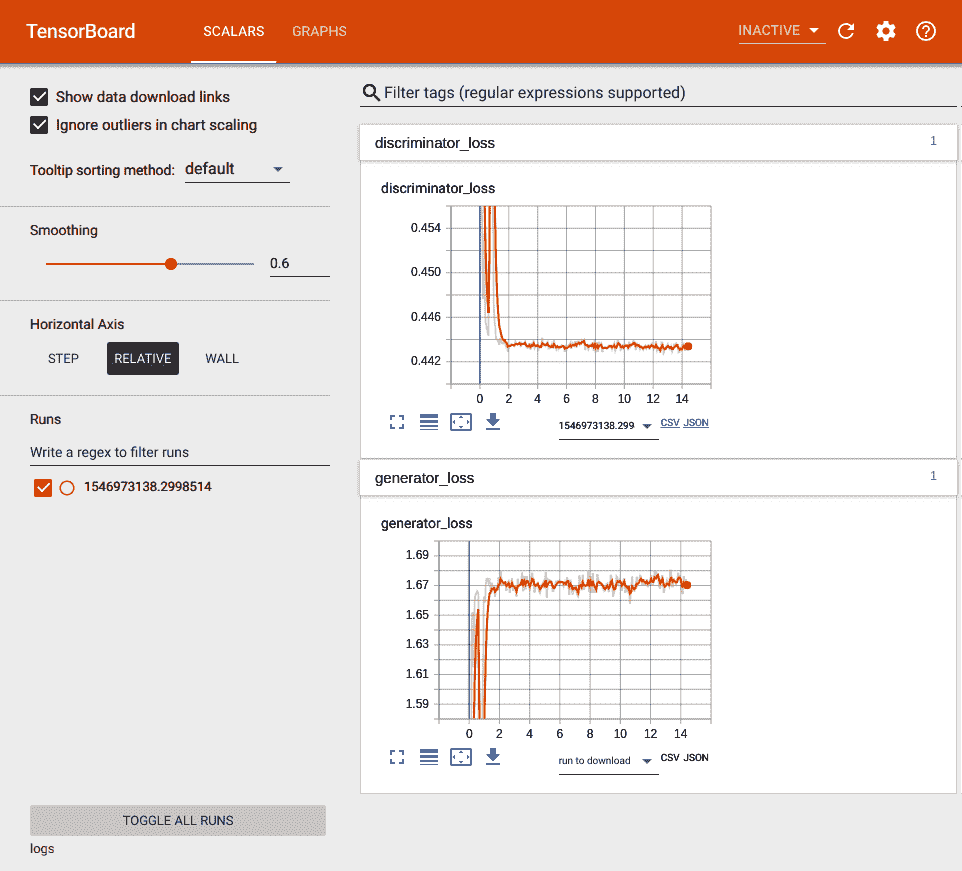 TensorBoard SCALARS GRAPHS INACTIVE
Show data download links
Ignore outliers in chart scaling
Tooltip sorting method: default
Smoothing
0.6
Horizontal Axis
STEP RELATIVE WALL
Runs
Write a regex to filter runs
1546973138.2998514
TOGGLE ALL RUNS
logs
Filter tags (regular expressions supported)
discriminator_loss 1
discriminator_loss
0.454
0.450
0.446
0.442
0 2 4 6 8 10 12 14
1546973138.299 CSV JSON
generator_loss 1
generator_loss
1.69
1.67
1.65
1.63
1.61
1.59
0 2 4 6 8 10 12 14
run to download CSV JSON